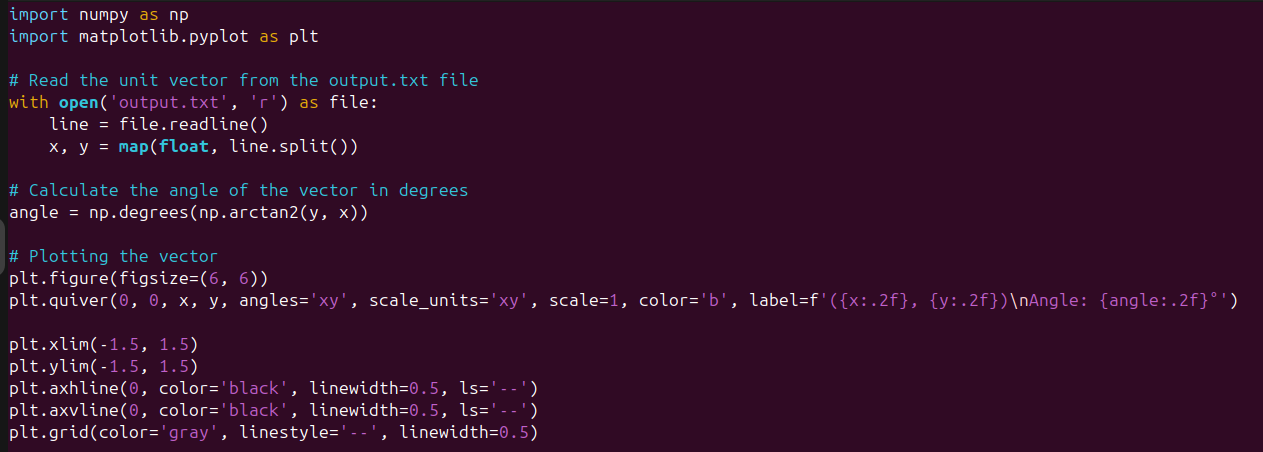 import numpy as np
import matplotlib.pyplot as plt

# Read the unit vector from the output.txt file
with open('output.txt', 'r') as file:
    line = file.readline()
    x, y = map(float, line.split())

# Calculate the angle of the vector in degrees
angle = np.degrees(np.arctan2(y, x))

# Plotting the vector
plt.figure(figsize=(6, 6))
plt.quiver(0, 0, x, y, angles='xy', scale_units='xy', scale=1, color='b', label=f'({x:.2f}, {y:.2f})\nAngle: {angle:.2f}°')

plt.xlim(-1.5, 1.5)
plt.ylim(-1.5, 1.5)
plt.axhline(0, color='black', linewidth=0.5, ls='--')
plt.axvline(0, color='black', linewidth=0.5, ls='--')
plt.grid(color='gray', linestyle='--', linewidth=0.5)